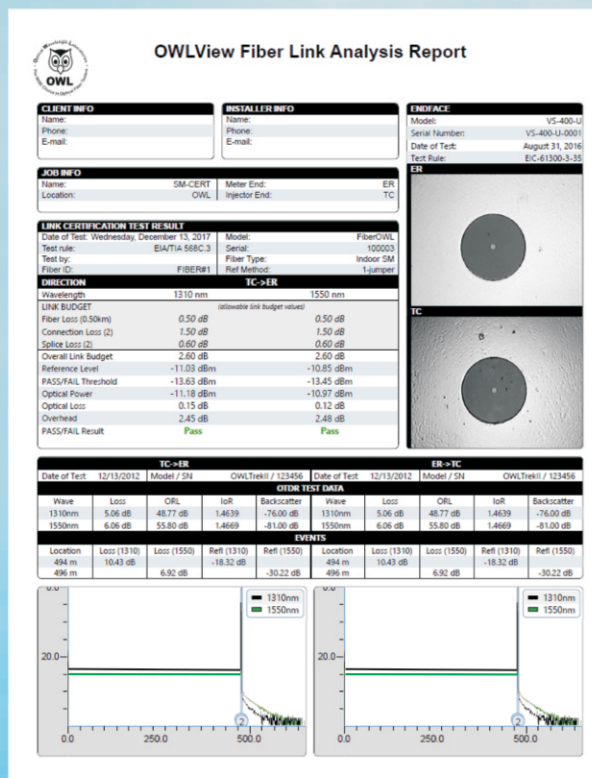 OWLView Fiber Link Analysis Report
OWL
CLIENT INFO
Name:
Phone:
E-mail:
INSTALLER INFO
Name:
Phone:
E-mail:
ENDFACE
Model: VS-400-U
Serial Number: VS-400-U-0001
Date of Test: August 31, 2016
Test Rule: EIC-61300-3-35
ER
TC
JOB INFO
Name: SM-CERT Meter End: ER
Location: OWL Injector End: TC
LINK CERTIFICATION TEST RESULT
Date of Test: Wednesday, December 13, 2017 Model: FiberOWL
Test rule: EIA/TIA 568C.3 Serial: 100003
Test by: Fiber Type: Indoor SM
Fiber ID: FIBER#1 Ref Method: 1-jumper
DIRECTION TC->ER
Wavelength 1310 nm 1550 nm
LINK BUDGET (allowable link budget values)
Fiber Loss (0.50km) 0.50 dB 0.50 dB
Connection Loss (2) 1.50 dB 1.50 dB
Splice Loss (2) 0.60 dB 0.60 dB
Overall Link Budget 2.60 dB 2.60 dB
Reference Level -11.03 dBm -10.85 dBm
PASS/FAIL Threshold -13.63 dBm -13.45 dBm
Optical Power -11.18 dBm -10.97 dBm
Optical Loss 0.15 dB 0.12 dB
Overhead 2.45 dB 2.48 dB
PASS/FAIL Result Pass Pass
TC->ER ER->TC
Date of Test 12/13/2012 Model / SN OWLTrekII / 123456 Date of Test 12/13/2012 Model / SN OWLTrekII / 123456
OTDR TEST DATA
Wave Loss ORL IoR Backscatter Wave Loss ORL IoR Backscatter
1310nm 5.06 dB 48.77 dB 1.4639 -76.00 dB 1310nm 5.06 dB 48.77 dB 1.4639 -76.00 dB
1550nm 6.06 dB 55.80 dB 1.4669 -81.00 dB 1550nm 6.06 dB 55.80 dB 1.4669 -81.00 dB
EVENTS
Location Loss (1310) Loss (1550) Refl (1310) Refl (1550) Location Loss (1310) Loss (1550) Refl (1310) Refl (1550)
494 m 10.43 dB -18.32 dB 494 m 10.43 dB -18.32 dB
496 m 6.92 dB -30.22 dB 496 m 6.92 dB -30.22 dB
1310nm 1310nm
1550nm 1550nm
20.0 20.0
2 2
0.0 250.0 500.0 0.0 250.0 500.0